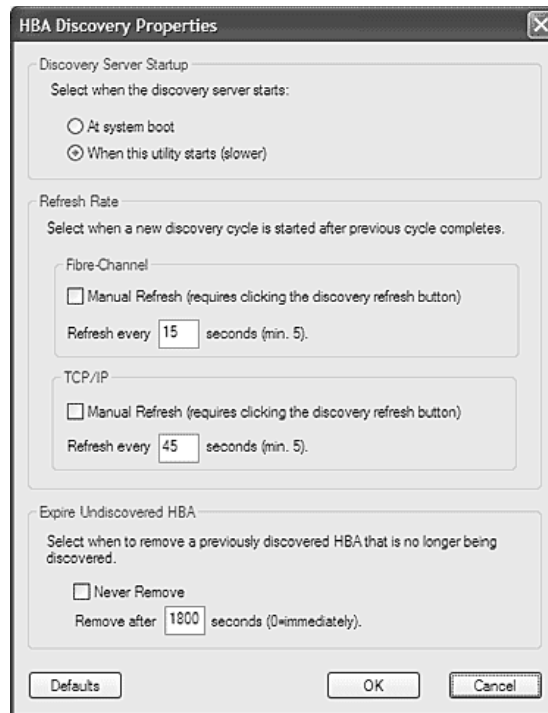 HBA Discovery Properties
Discovery Server Startup
Select when the discovery server starts:
At system boot
When this utility starts (slower)
Refresh Rate
Select when a new discovery cycle is started after previous cycle completes.
Fibre-Channel
Manual Refresh (requires clicking the discovery refresh button)
Refresh every 15 seconds (min. 5).
TCP/IP
Manual Refresh (requires clicking the discovery refresh button)
Refresh every 45 seconds (min. 5).
Expire Undiscovered HBA
Select when to remove a previously discovered HBA that is no longer being
discovered.
Never Remove
Remove after 1800 seconds (0=immediately).
Defaults OK Cancel